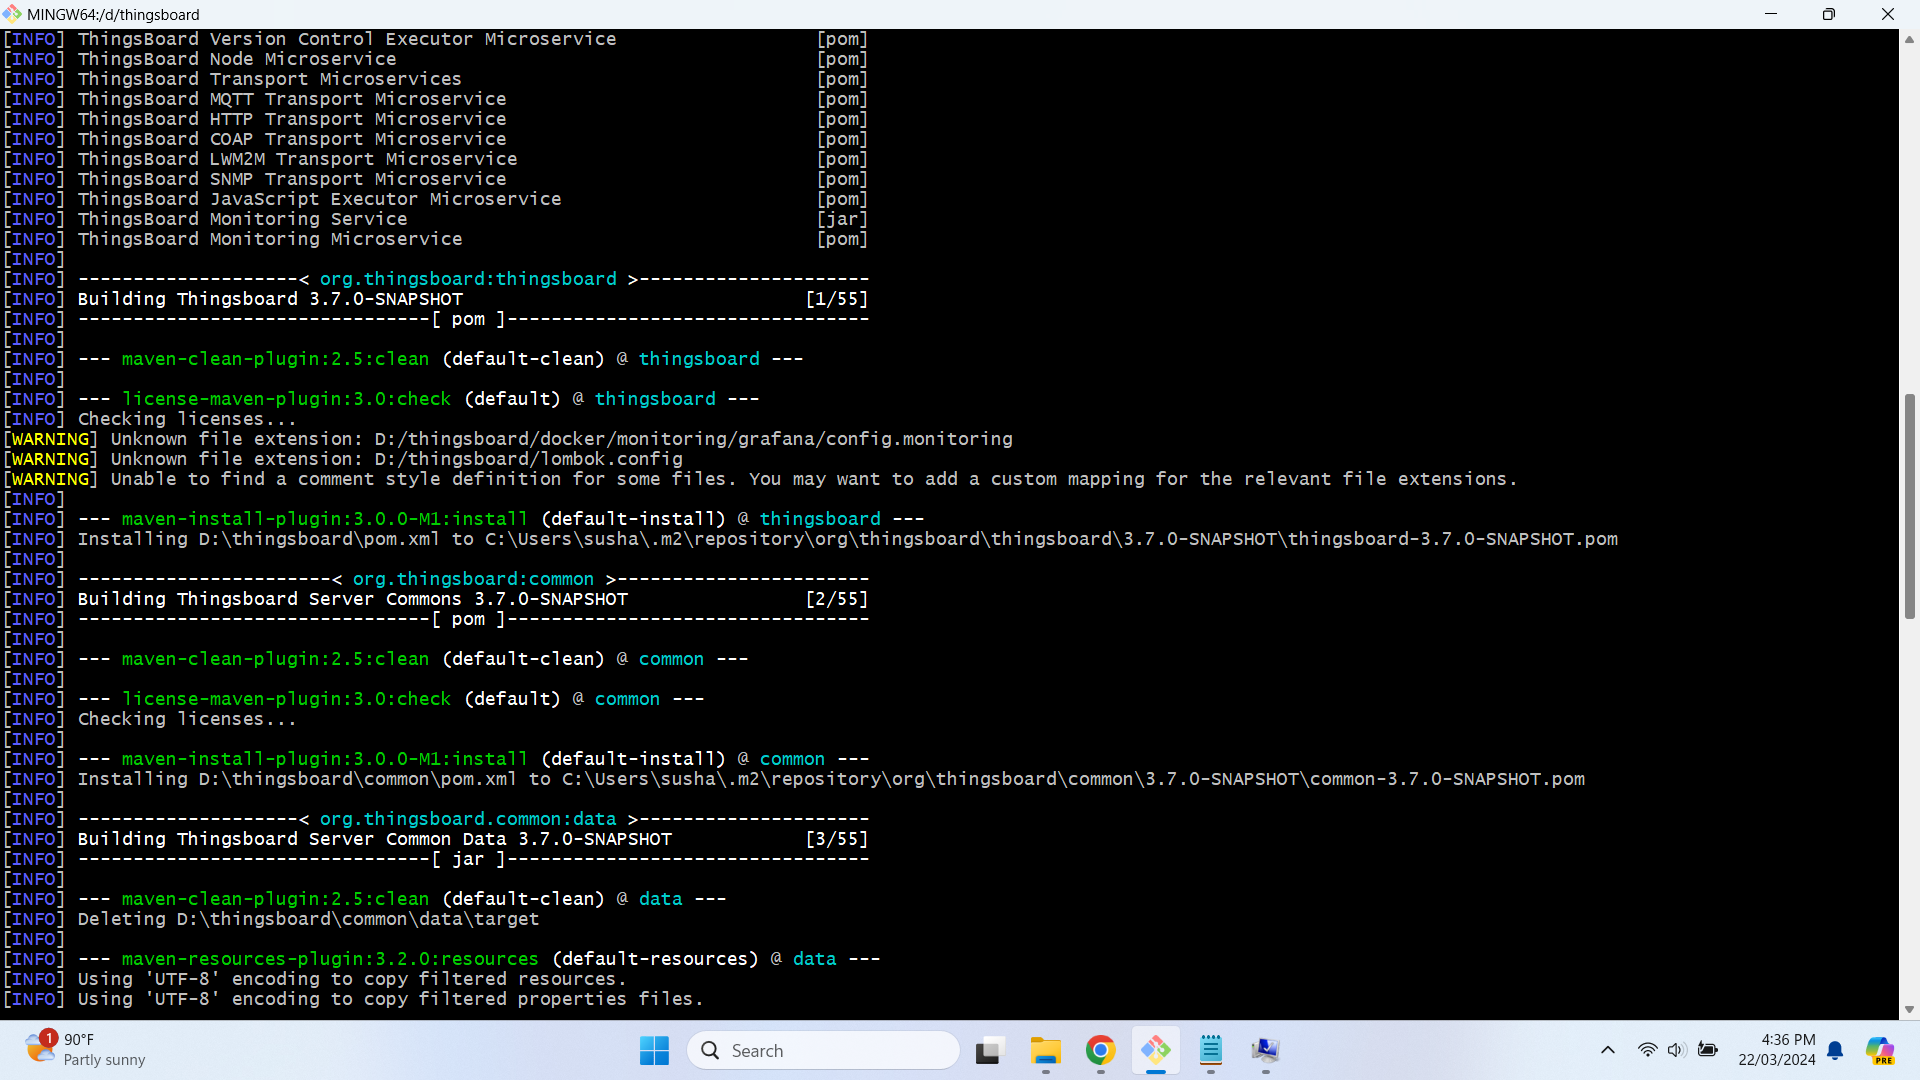 MINGW64:/d/thingsboard
[INFO] ThingsBoard Version Control Executor Microservice [pom]
[INFO] ThingsBoard Node Microservice [pom]
[INFO] ThingsBoard Transport Microservices [pom]
[INFO] ThingsBoard MQTT Transport Microservice [pom]
[INFO] ThingsBoard HTTP Transport Microservice [pom]
[INFO] ThingsBoard COAP Transport Microservice [pom]
[INFO] ThingsBoard LWM2M Transport Microservice [pom]
[INFO] ThingsBoard SNMP Transport Microservice [pom]
[INFO] ThingsBoard JavaScript Executor Microservice [pom]
[INFO] ThingsBoard Monitoring Service [jar]
[INFO] ThingsBoard Monitoring Microservice [pom]
[INFO]
[INFO] --------------------< org.thingsboard:thingsboard >---------------------
[INFO] Building Thingsboard 3.7.0-SNAPSHOT [1/55]
[INFO] --------------------------------[ pom ]---------------------------------
[INFO]
[INFO] --- maven-clean-plugin:2.5:clean (default-clean) @ thingsboard ---
[INFO]
[INFO] --- license-maven-plugin:3.0:check (default) @ thingsboard ---
[INFO] Checking licenses...
[WARNING] Unknown file extension: D:/thingsboard/docker/monitoring/grafana/config.monitoring
[WARNING] Unknown file extension: D:/thingsboard/lombok.config
[WARNING] Unable to find a comment style definition for some files. You may want to add a custom mapping for the relevant file extensions.
[INFO]
[INFO] --- maven-install-plugin:3.0.0-M1:install (default-install) @ thingsboard ---
[INFO] Installing D:\thingsboard\pom.xml to C:\Users\susha\.m2\repository\org\thingsboard\thingsboard\3.7.0-SNAPSHOT\thingsboard-3.7.0-SNAPSHOT.pom
[INFO]
[INFO] -----------------------< org.thingsboard:common >-----------------------
[INFO] Building Thingsboard Server Commons 3.7.0-SNAPSHOT [2/55]
[INFO] --------------------------------[ pom ]---------------------------------
[INFO]
[INFO] --- maven-clean-plugin:2.5:clean (default-clean) @ common ---
[INFO]
[INFO] --- license-maven-plugin:3.0:check (default) @ common ---
[INFO] Checking licenses...
[INFO]
[INFO] --- maven-install-plugin:3.0.0-M1:install (default-install) @ common ---
[INFO] Installing D:\thingsboard\common\pom.xml to C:\Users\susha\.m2\repository\org\thingsboard\common\3.7.0-SNAPSHOT\common-3.7.0-SNAPSHOT.pom
[INFO]
[INFO] --------------------< org.thingsboard.common:data >---------------------
[INFO] Building Thingsboard Server Common Data 3.7.0-SNAPSHOT [3/55]
[INFO] --------------------------------[ jar ]---------------------------------
[INFO]
[INFO] --- maven-clean-plugin:2.5:clean (default-clean) @ data ---
[INFO] Deleting D:\thingsboard\common\data\target
[INFO]
[INFO] --- maven-resources-plugin:3.2.0:resources (default-resources) @ data ---
[INFO] Using 'UTF-8' encoding to copy filtered resources.
[INFO] Using 'UTF-8' encoding to copy filtered properties files.
1
90°F
Partly sunny
Search
4:36 PM
22/03/2024
PRE